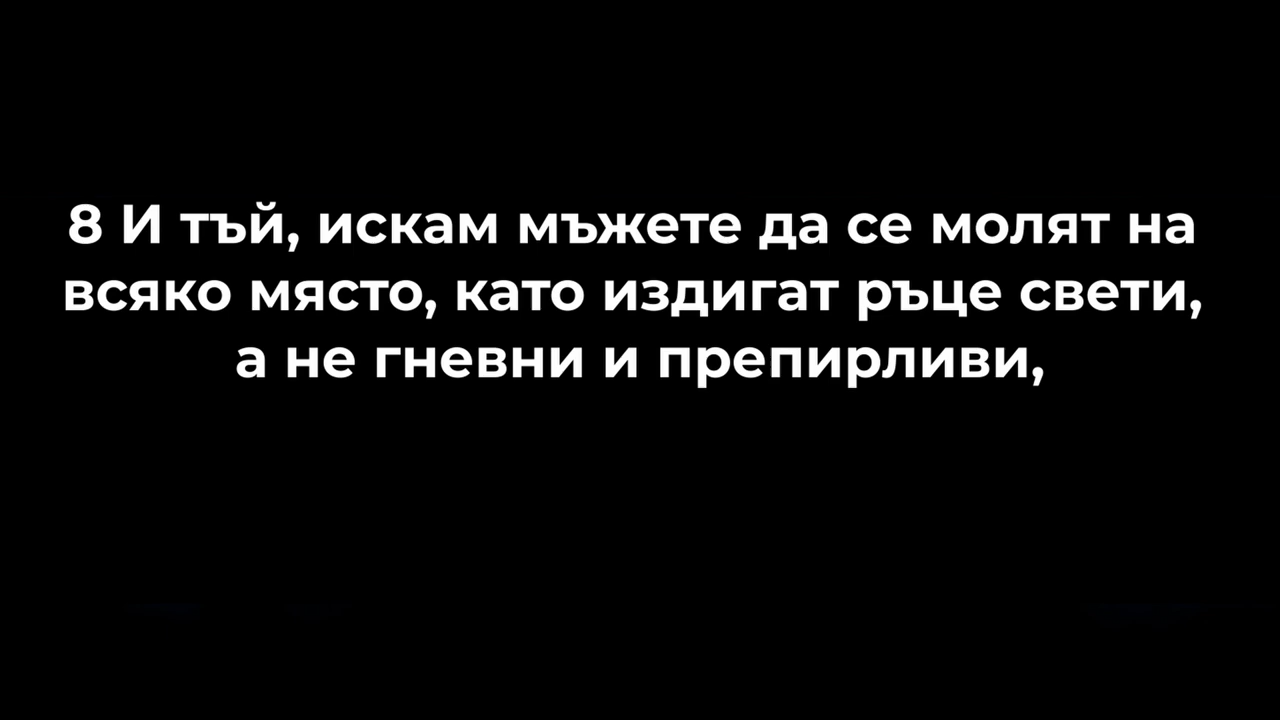 8 И тъй, искам мъжете да се молят на
всяко място, като издигат ръце свети,
а не гневни и препирливи,